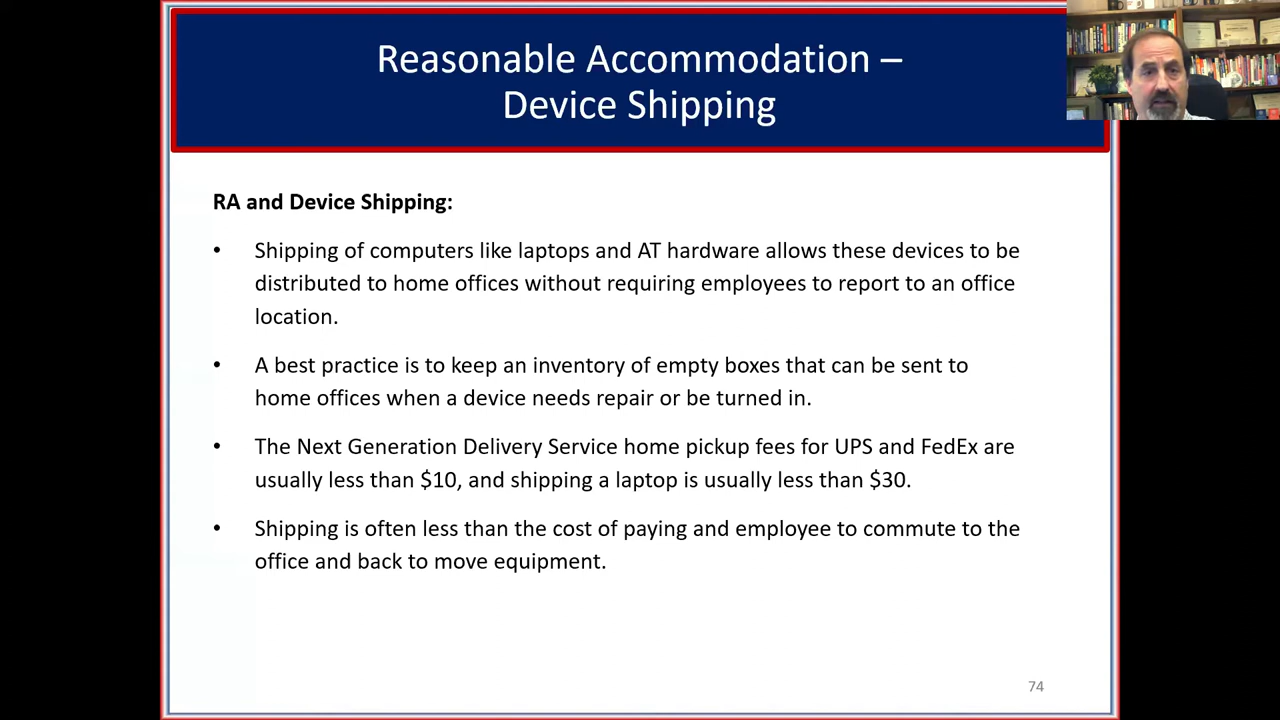 Reasonable Accommodation –
Device Shipping
RA and Device Shipping:
• Shipping of computers like laptops and AT hardware allows these devices to be
distributed to home offices without requiring employees to report to an office
location.
• A best practice is to keep an inventory of empty boxes that can be sent to
home offices when a device needs repair or be turned in.
• The Next Generation Delivery Service home pickup fees for UPS and FedEx are
usually less than $10, and shipping a laptop is usually less than $30.
• Shipping is often less than the cost of paying and employee to commute to the
office and back to move equipment.
74